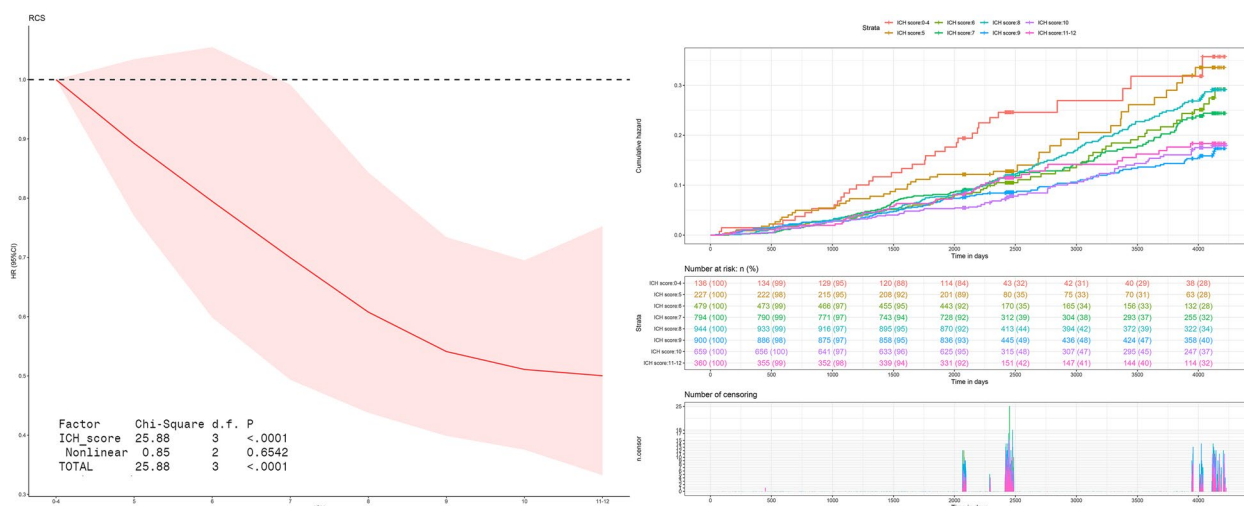 RCS
1.0
0.9
0.8
0.7
0.6
0.5
0.4
0.3
HR (95%CI)
Factor Chi-Square d.f. P
ICH_score 25.88 3 <.0001
Nonlinear 0.85 2 0.6542
TOTAL 25.88 3 <.0001
0-4 5 6 7 8 9 10 11-12
Strata
ICH score:0-4 ICH score:6 ICH score:8 ICH score:10
ICH score:5 ICH score:7 ICH score:9 ICH score:11-12
Cumulative hazard
0.3
0.2
0.1
0.0
0 500 1000 1500 2000 2500 3000 3500 4000
Time in days
Number at risk: n (%)
Strata
ICH score:0-4 136 (100) 134 (99) 129 (95) 120 (88) 114 (84) 43 (32) 42 (31) 40 (29) 38 (28)
ICH score:5 227 (100) 222 (98) 215 (95) 208 (92) 201 (89) 80 (35) 75 (33) 70 (31) 63 (28)
ICH score:6 479 (100) 473 (99) 466 (97) 455 (95) 443 (92) 170 (35) 165 (34) 156 (33) 132 (28)
ICH score:7 794 (100) 790 (99) 771 (97) 743 (94) 728 (92) 312 (39) 304 (38) 293 (37) 255 (32)
ICH score:8 944 (100) 933 (99) 916 (97) 895 (95) 870 (92) 413 (44) 394 (42) 372 (39) 322 (34)
ICH score:9 900 (100) 886 (98) 875 (97) 858 (95) 836 (93) 445 (49) 436 (48) 424 (47) 358 (40)
ICH score:10 659 (100) 656 (100) 641 (97) 633 (96) 625 (95) 315 (48) 307 (47) 295 (45) 247 (37)
ICH score:11-12 360 (100) 355 (99) 352 (98) 339 (94) 331 (92) 151 (42) 147 (41) 144 (40) 114 (32)
0 500 1000 1500 2000 2500 3000 3500 4000
Time in days
Number of censoring
n.censor
25
0
0 500 1000 1500 2000 2500 3000 3500 4000
Time in days